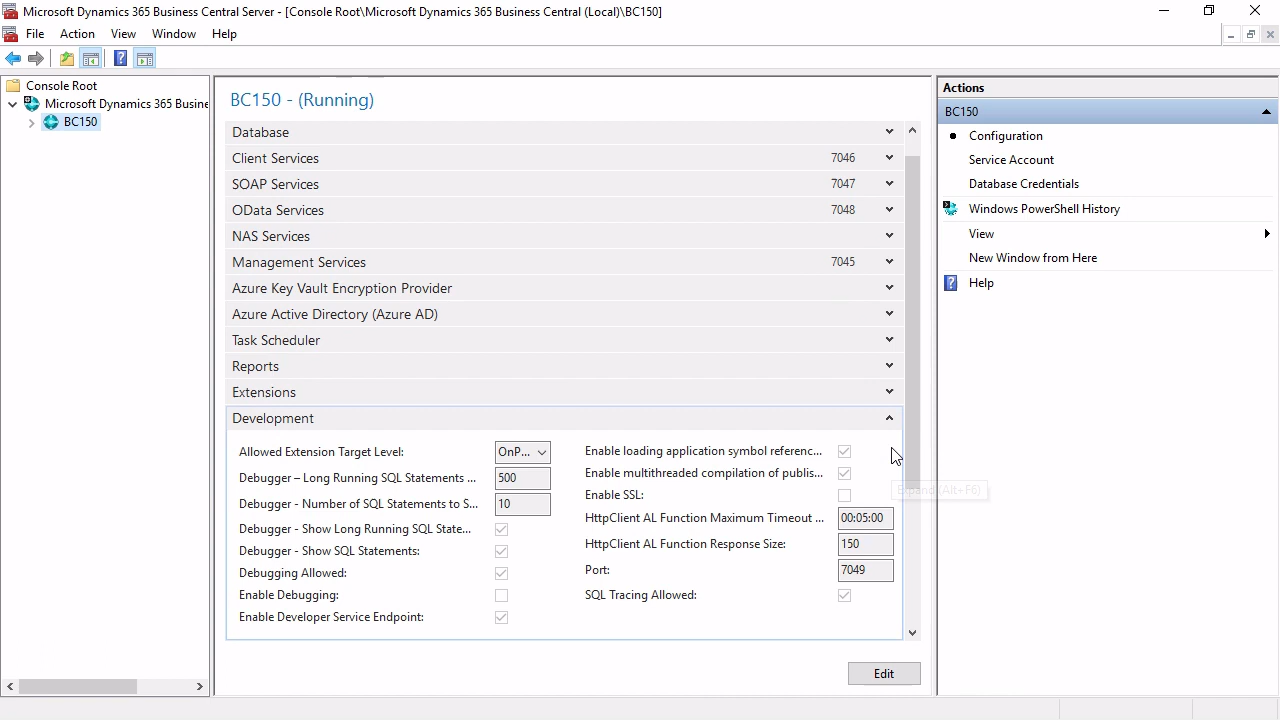 Microsoft Dynamics 365 Business Central Server - [Console Root\Microsoft Dynamics 365 Business Central (Local)\BC150]
File Action View Window Help
Console Root
Microsoft Dynamics 365 Busine
BC150
BC150 - (Running)
Database
Client Services 7046
SOAP Services 7047
OData Services 7048
NAS Services
Management Services 7045
Azure Key Vault Encryption Provider
Azure Active Directory (Azure AD)
Task Scheduler
Reports
Extensions
Development
Allowed Extension Target Level: OnP...
Debugger – Long Running SQL Statements ... 500
Debugger - Number of SQL Statements to S... 10
Debugger - Show Long Running SQL State...
Debugger - Show SQL Statements:
Debugging Allowed:
Enable Debugging:
Enable Developer Service Endpoint:
Enable loading application symbol referenc...
Enable multithreaded compilation of publis...
Enable SSL:
HttpClient AL Function Maximum Timeout ... 00:05:00
HttpClient AL Function Response Size: 150
Port: 7049
SQL Tracing Allowed:
Expand (Alt+F6)
Edit
Actions
BC150
Configuration
Service Account
Database Credentials
Windows PowerShell History
View
New Window from Here
Help